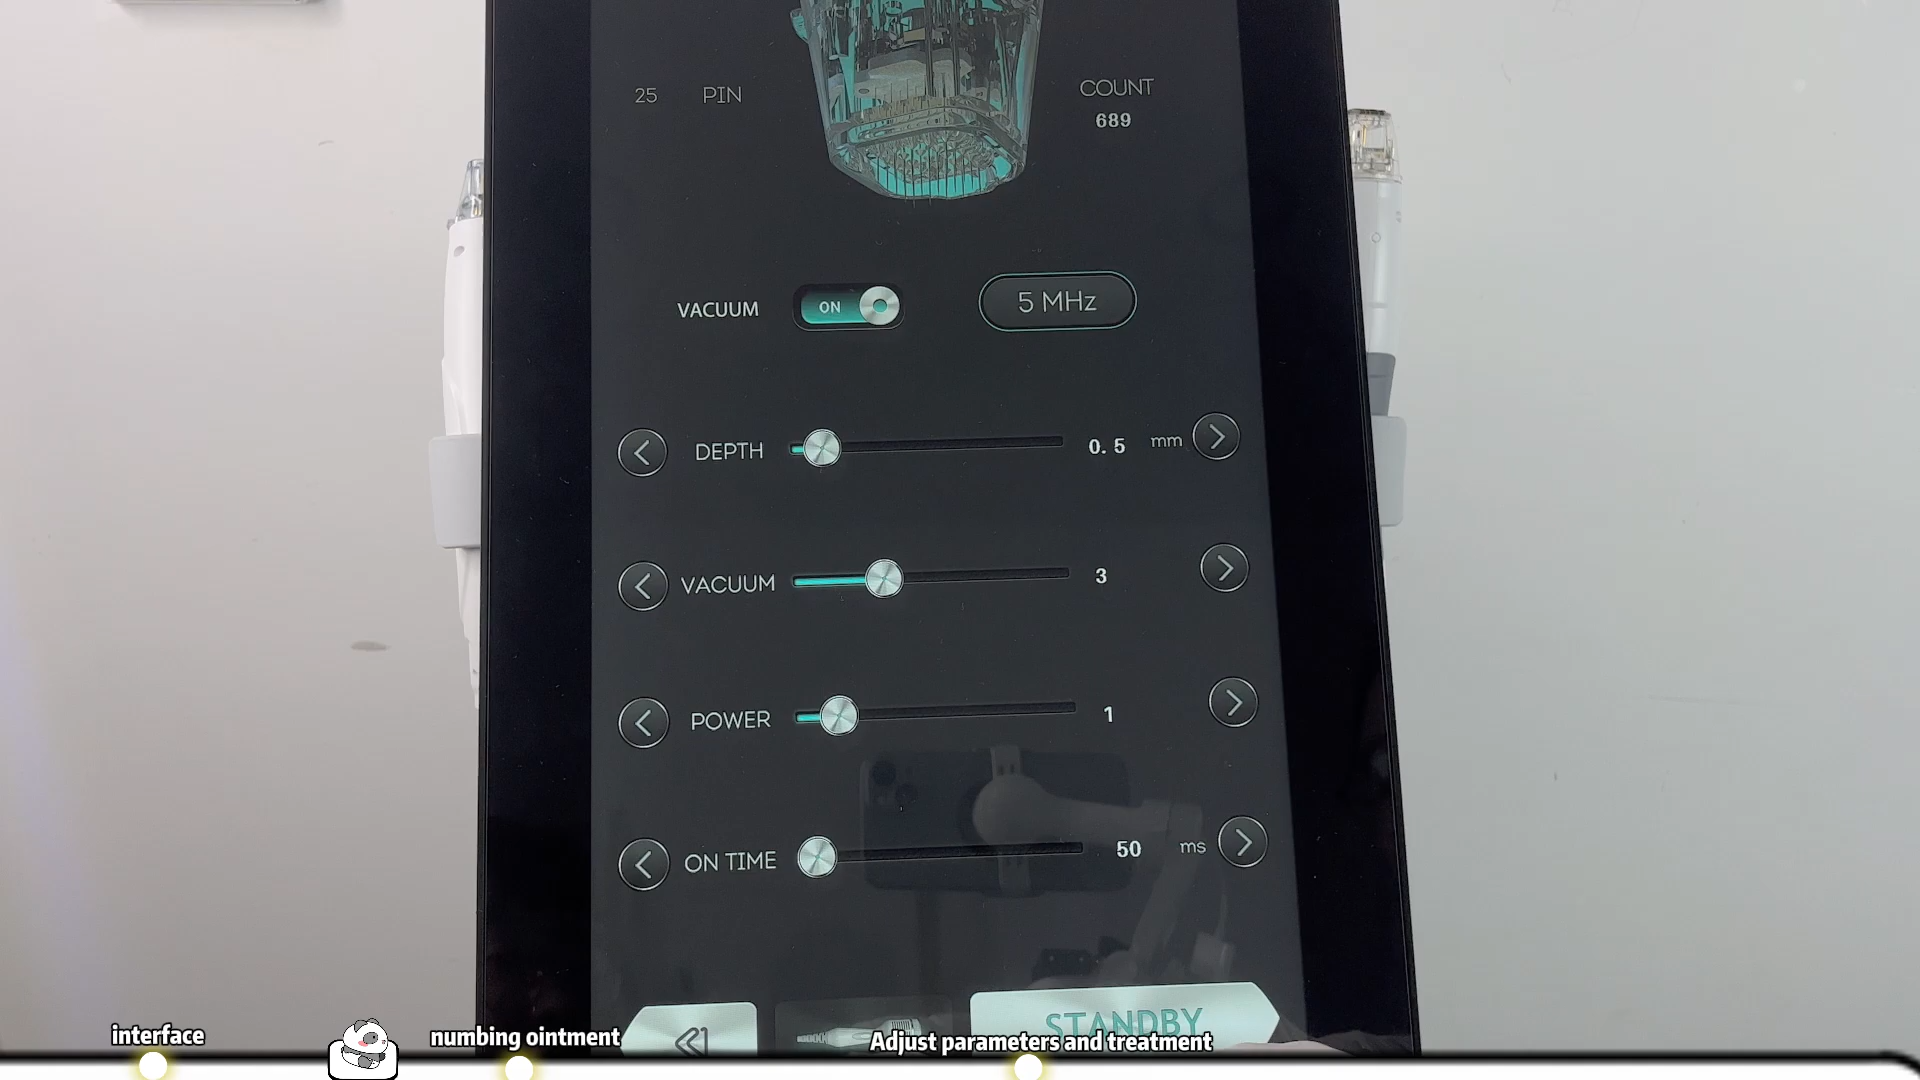 25 PIN
COUNT
689
VACUUM ON 5 MHz
DEPTH 0.5 mm
VACUUM 3
POWER 1
ON TIME 50 ms
STANDBY
interface
numbing ointment
Adjust parameters and treatment